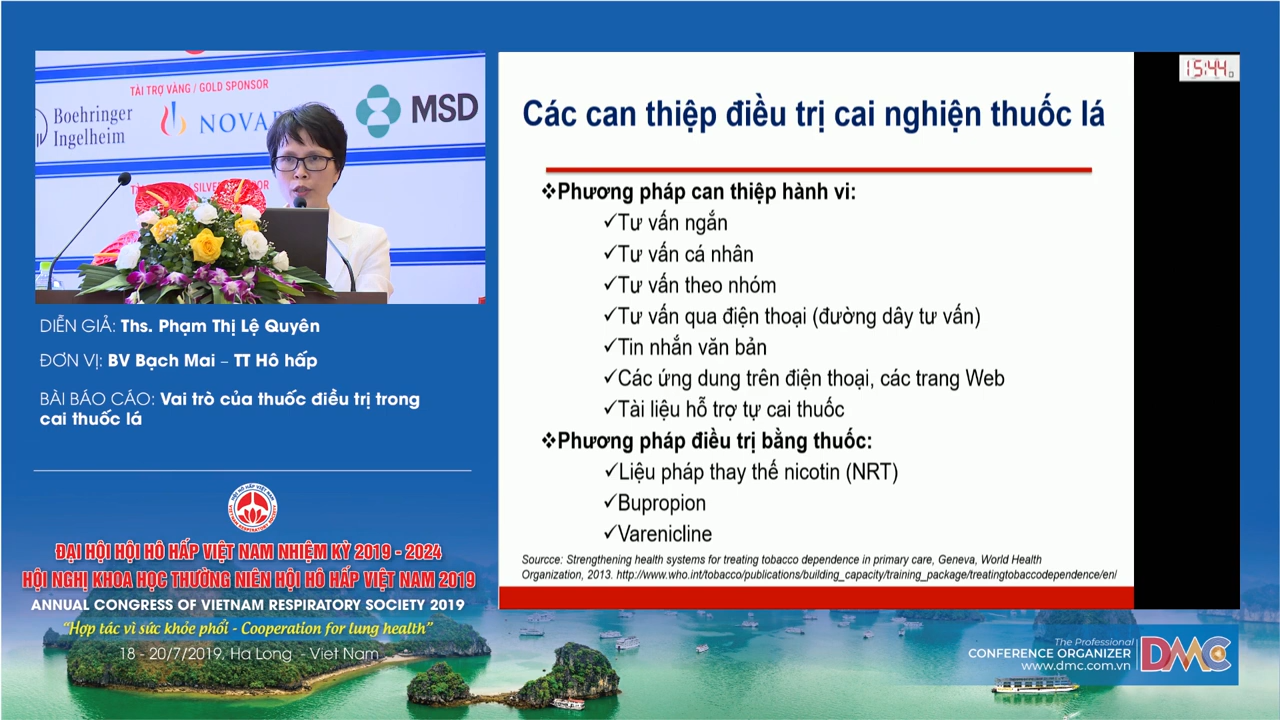 TÀI TRỢ VÀNG / GOLD SPONSOR
Boehringer
Ingelheim
MSD
DIỄN GIẢ: Ths. Phạm Thị Lệ Quyên
ĐƠN VỊ: BV Bạch Mai – TT Hô hấp
BÀI BÁO CÁO: Vai trò của thuốc điều trị trong
cai thuốc lá
ĐẠI HỘI HỘI HÔ HẤP VIỆT NAM NHIỆM KỲ 2019 - 2024
HỘI NGHỊ KHOA HỌC THƯỜNG NIÊN HỘI HÔ HẤP VIỆT NAM 2019
ANNUAL CONGRESS OF VIETNAM RESPIRATORY SOCIETY 2019
“Hợp tác vì sức khỏe phổi - Cooperation for lung health”
18 - 20/7/2019, Ha Long - Viet Nam
15:44
Các can thiệp điều trị cai nghiện thuốc lá
❖Phương pháp can thiệp hành vi:
✓Tư vấn ngắn
✓Tư vấn cá nhân
✓Tư vấn theo nhóm
✓Tư vấn qua điện thoại (đường dây tư vấn)
✓Tin nhắn văn bản
✓Các ứng dung trên điện thoại, các trang Web
✓Tài liệu hỗ trợ tự cai thuốc
❖Phương pháp điều trị bằng thuốc:
✓Liệu pháp thay thế nicotin (NRT)
✓Bupropion
✓Varenicline
Sourcce: Strengthening health systems for treating tobacco dependence in primary care, Geneva, World Health
Organization, 2013. http://www.who.int/tobacco/publications/building_capacity/training_package/treatingtobaccodependence/en/
The Professional
CONFERENCE ORGANIZER
www.dmc.com.vn
DMC